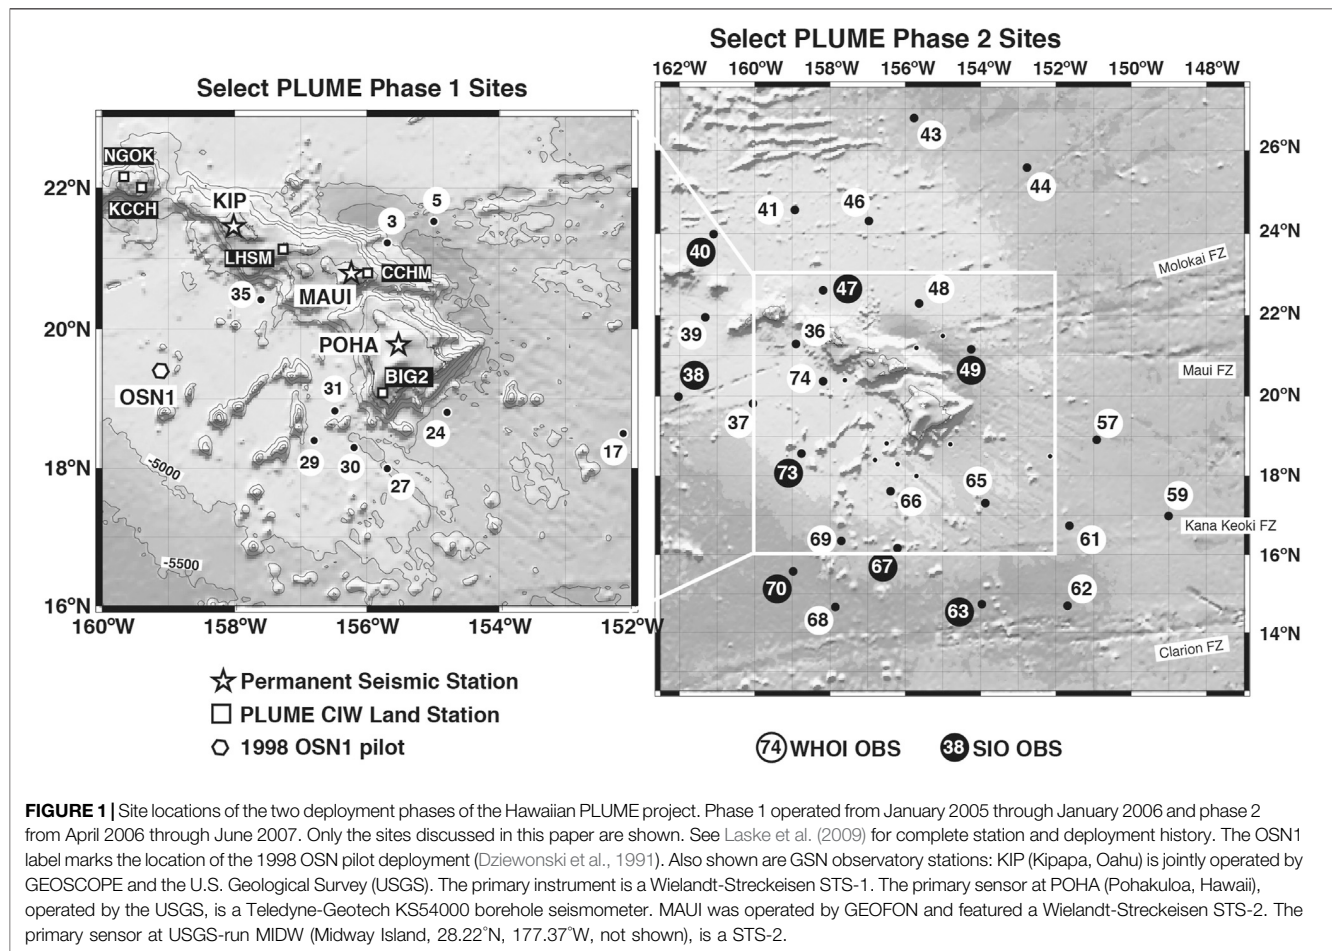 Select PLUME Phase 1 Sites
NGOK
KCCH
KIP
LHSM
MAUI
CCHM
POHA
BIG2
OSN1
3
5
35
31
29
30
27
24
17
-5000
-5500
22°N
20°N
18°N
16°N
160°W
158°W
156°W
154°W
152°W
Permanent Seismic Station
PLUME CIW Land Station
1998 OSN1 pilot
Select PLUME Phase 2 Sites
162°W
160°W
158°W
156°W
154°W
152°W
150°W
148°W
43
44
41
46
40
47
48
39
36
38
74
49
37
57
73
65
66
59
69
61
67
70
62
68
63
Molokai FZ
Maui FZ
Kana Keoki FZ
Clarion FZ
26°N
24°N
22°N
20°N
18°N
16°N
14°N
74 WHOI OBS
38 SIO OBS
FIGURE 1 | Site locations of the two deployment phases of the Hawaiian PLUME project. Phase 1 operated from January 2005 through January 2006 and phase 2
from April 2006 through June 2007. Only the sites discussed in this paper are shown. See Laske et al. (2009) for complete station and deployment history. The OSN1
label marks the location of the 1998 OSN pilot deployment (Dziewonski et al., 1991). Also shown are GSN observatory stations: KIP (Kipapa, Oahu) is jointly operated by
GEOSCOPE and the U.S. Geological Survey (USGS). The primary instrument is a Wielandt-Streckeisen STS-1. The primary sensor at POHA (Pohakuloa, Hawaii),
operated by the USGS, is a Teledyne-Geotech KS54000 borehole seismometer. MAUI was operated by GEOFON and featured a Wielandt-Streckeisen STS-2. The
primary sensor at USGS-run MIDW (Midway Island, 28.22°N, 177.37°W, not shown), is a STS-2.